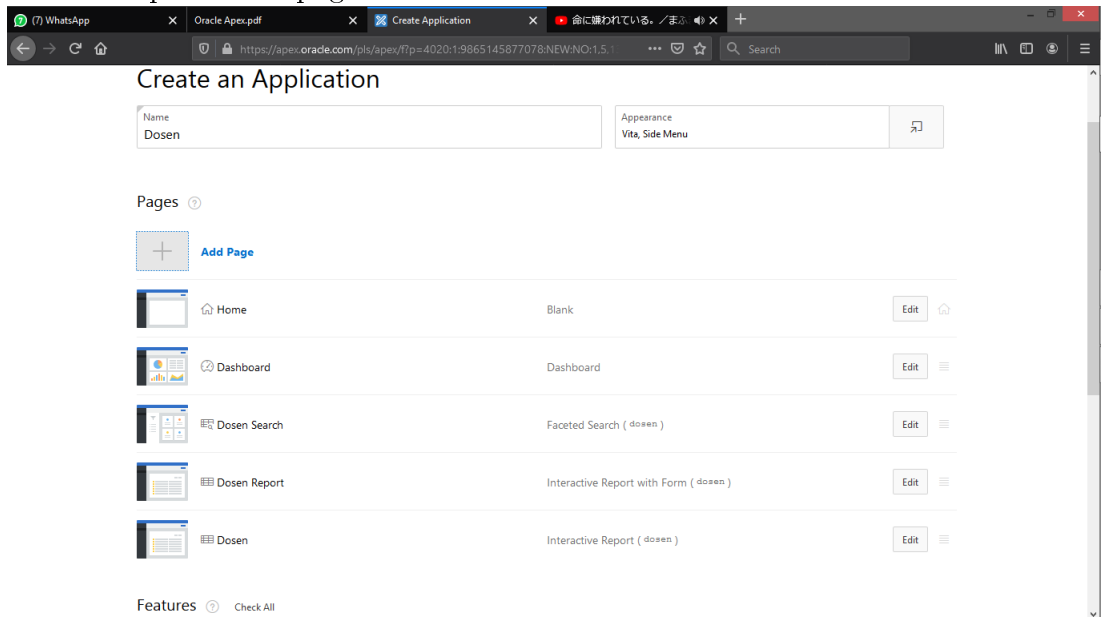 (7) WhatsApp
Oracle Apex.pdf
Create Application
命に嫌われている。／まふ
https://apex.oracle.com/pls/apex/f?p=4020:1:9865145877078:NEW:NO:1,5,1
Search
Create an Application
Name
Dosen
Appearance
Vita, Side Menu
Pages
Add Page
Home
Blank
Edit
Dashboard
Dashboard
Edit
Dosen Search
Faceted Search ( dosen )
Edit
Dosen Report
Interactive Report with Form ( dosen )
Edit
Dosen
Interactive Report ( dosen )
Edit
Features
Check All